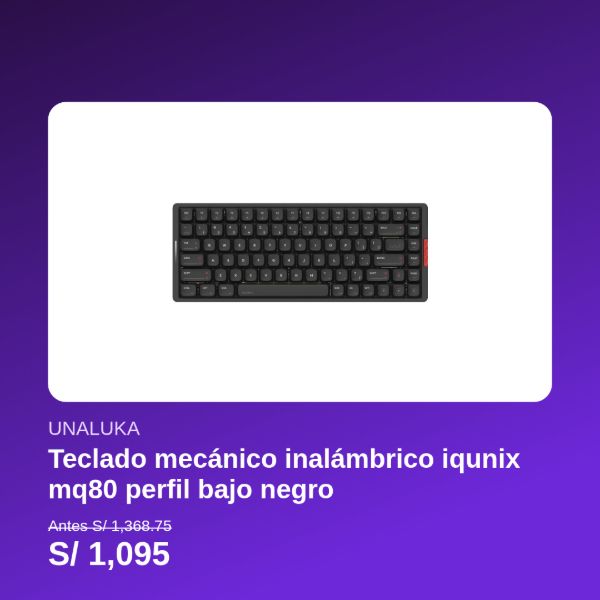 UNALUKA
Teclado mecánico inalámbrico iqunix
mq80 perfil bajo negro
Antes S/ 1,368.75
S/ 1,095